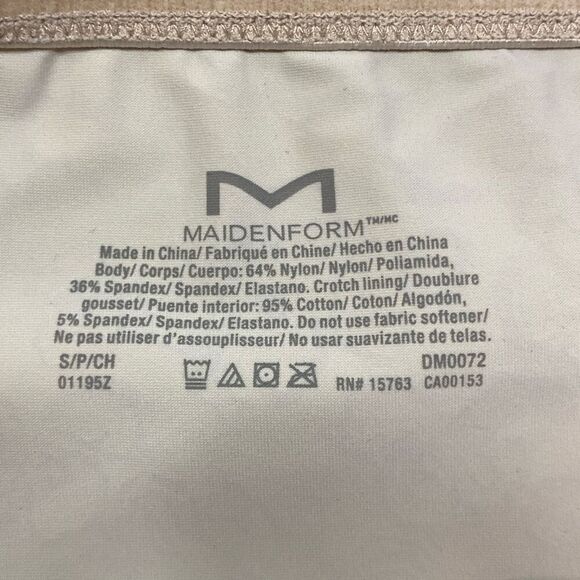 M
MAIDENFORM™/MC
Made in China/ Fabriqué en Chine/ Hecho en China
Body/ Corps/ Cuerpo: 64% Nylon/ Nylon/ Poliamida,
36% Spandex/ Spandex/ Elastano. Crotch lining/ Doublure
gousset/ Puente interior: 95% Cotton/ Coton/ Algodón,
5% Spandex/ Spandex/ Elastano. Do not use fabric softener/
Ne pas utiliser d'assouplisseur/ No usar suavizante de telas.
S/P/CH DM0072
01195Z RN# 15763 CA00153